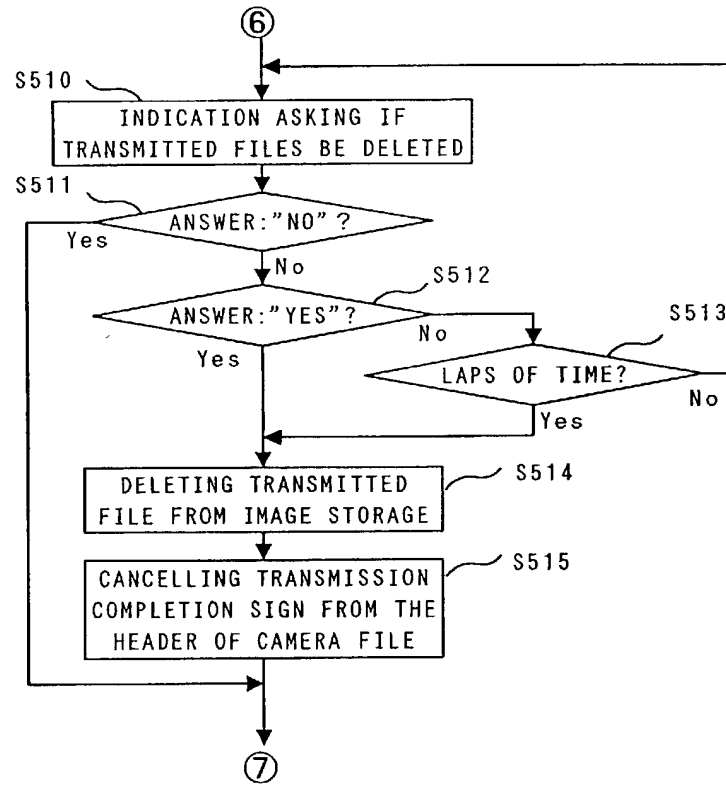 ⑥
S510
INDICATION ASKING IF
TRANSMITTED FILES BE DELETED
S511
ANSWER:"NO"?
Yes
No
S512
ANSWER:"YES"?
No
Yes
S513
LAPS OF TIME?
No
Yes
S514
DELETING TRANSMITTED
FILE FROM IMAGE STORAGE
S515
CANCELLING TRANSMISSION
COMPLETION SIGN FROM THE
HEADER OF CAMERA FILE
⑦